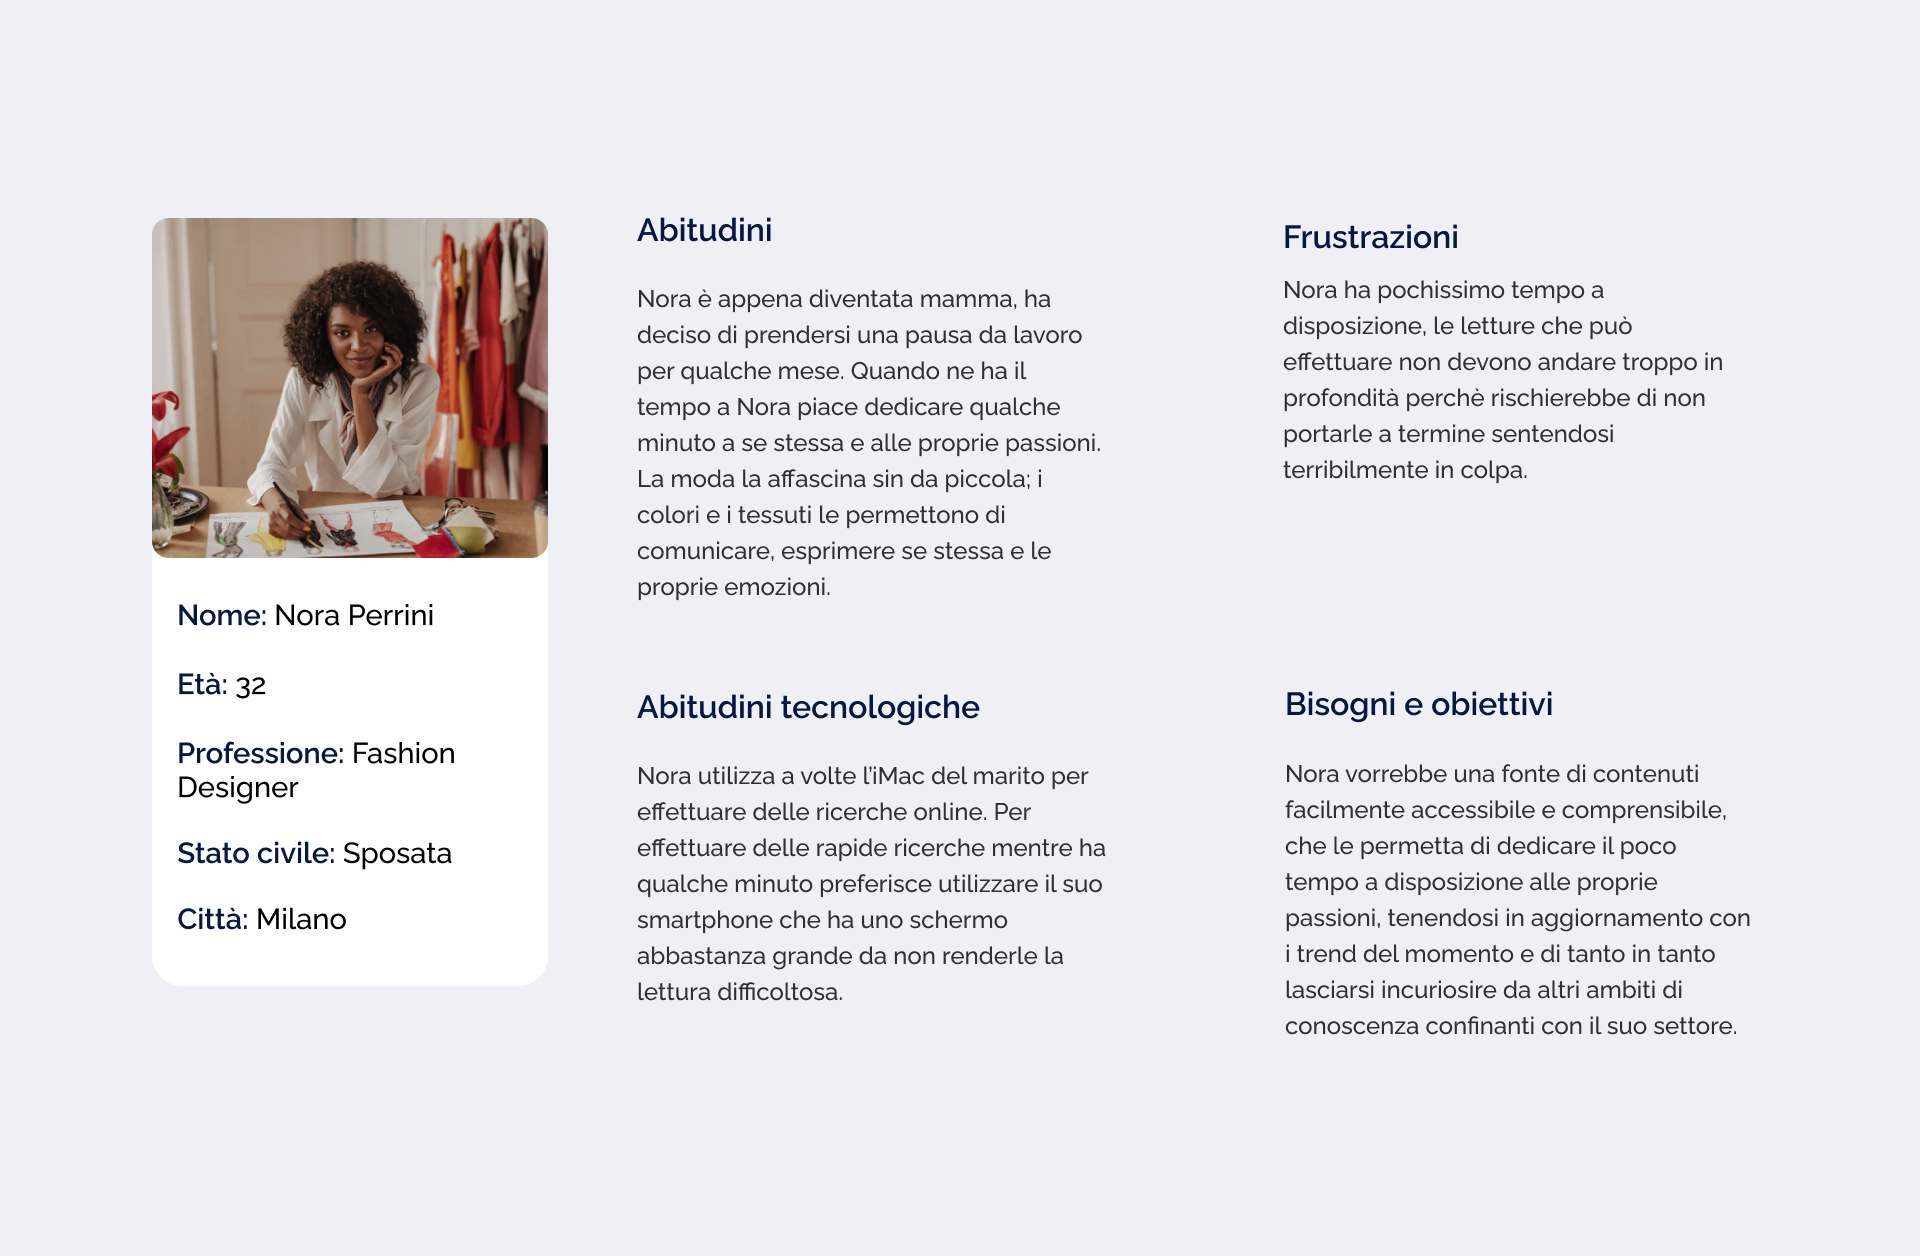 Nome: Nora Perrini
Età: 32
Professione: Fashion
Designer
Stato civile: Sposata
Città: Milano
Abitudini
Nora è appena diventata mamma, ha
deciso di prendersi una pausa da lavoro
per qualche mese. Quando ne ha il
tempo a Nora piace dedicare qualche
minuto a se stessa e alle proprie passioni.
La moda la affascina sin da piccola; i
colori e i tessuti le permettono di
comunicare, esprimere se stessa e le
proprie emozioni.
Abitudini tecnologiche
Nora utilizza a volte l’iMac del marito per
effettuare delle ricerche online. Per
effettuare delle rapide ricerche mentre ha
qualche minuto preferisce utilizzare il suo
smartphone che ha uno schermo
abbastanza grande da non renderle la
lettura difficoltosa.
Frustrazioni
Nora ha pochissimo tempo a
disposizione, le letture che può
effettuare non devono andare troppo in
profondità perchè rischierebbe di non
portarle a termine sentendosi
terribilmente in colpa.
Bisogni e obiettivi
Nora vorrebbe una fonte di contenuti
facilmente accessibile e comprensibile,
che le permetta di dedicare il poco
tempo a disposizione alle proprie
passioni, tenendosi in aggiornamento con
i trend del momento e di tanto in tanto
lasciarsi incuriosire da altri ambiti di
conoscenza confinanti con il suo settore.